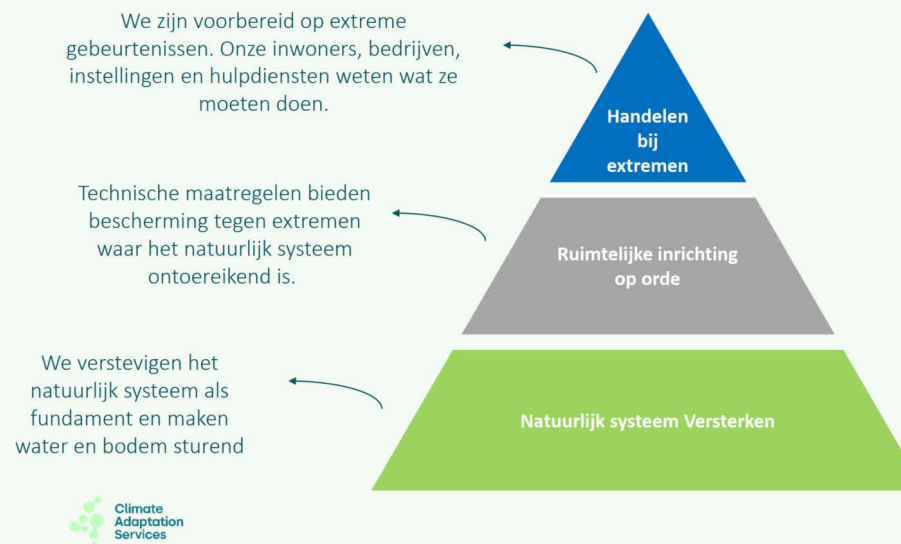 We zijn voorbereid op extreme
gebeurtenissen. Onze inwoners, bedrijven,
instellingen en hulpdiensten weten wat ze
moeten doen.
Handelen
bij
extremen
Technische maatregelen bieden
bescherming tegen extremen
waar het natuurlijk systeem
ontoereikend is.
Ruimtelijke inrichting
op orde
We verstevigen het
natuurlijk systeem als
fundament en maken
water en bodem sturend
Natuurlijk systeem Versterken
Climate
Adaptation
Services